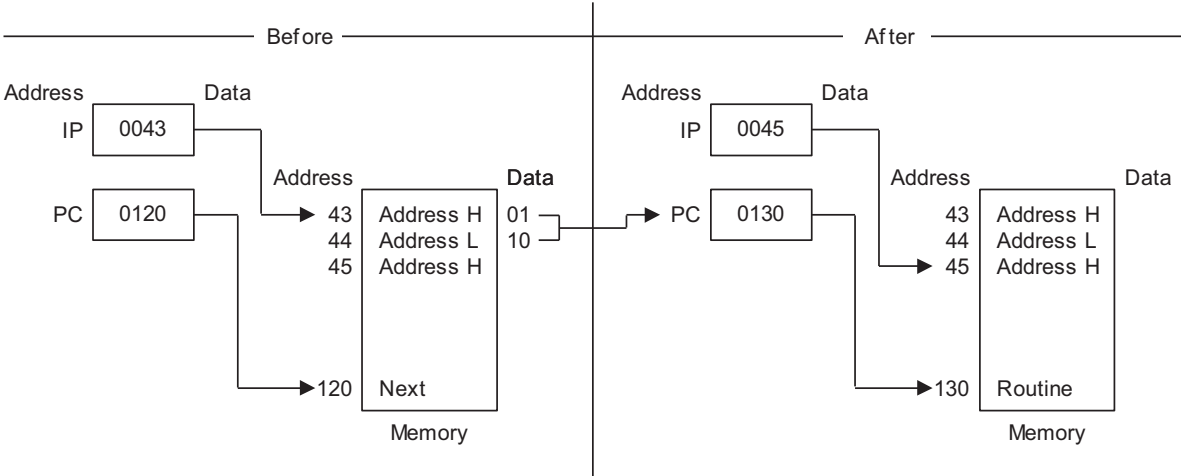 Before
After
Address Data
IP 0043
Address Data
PC 0120
43 Address H 01
44 Address L 10
45 Address H
120 Next
Memory
Address Data
IP 0045
Address Data
PC 0130
43 Address H
44 Address L
45 Address H
130 Routine
Memory